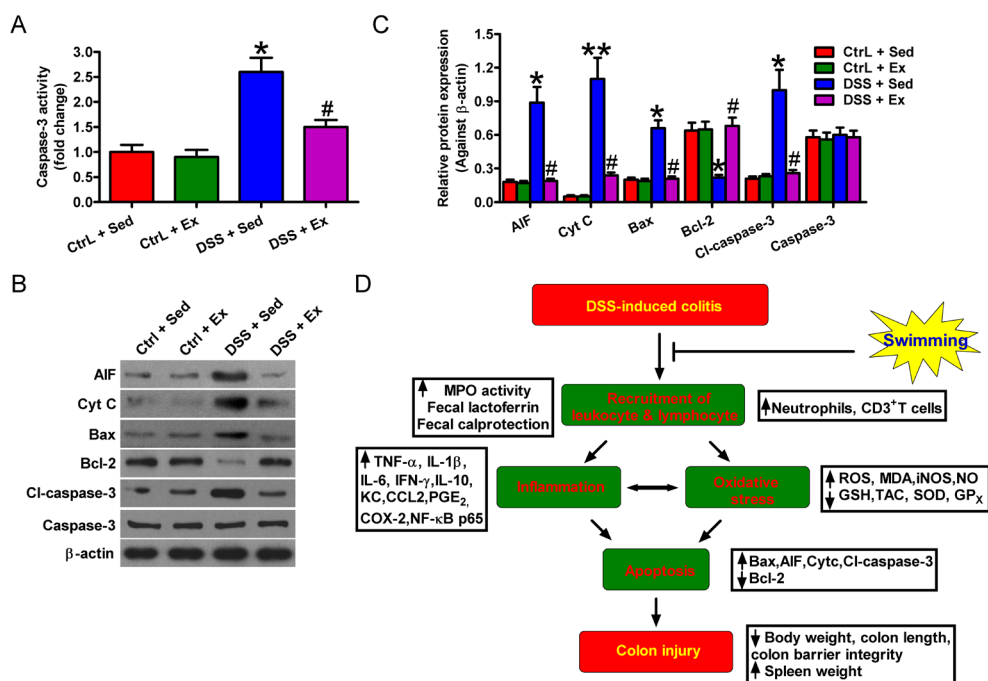 A
Caspase-3 activity
(fold change)
3.0
2.5
2.0
1.5
1.0
0.5
0.0
*
#
CtrL + Sed
CtrL + Ex
DSS + Sed
DSS + Ex
C
Relative protein expression
(Against β-actin)
1.5
1.2
0.9
0.6
0.3
0.0
*
#
**
#
*
#
*
#
*
#
CtrL + Sed
CtrL + Ex
DSS + Sed
DSS + Ex
AIF
Cyt C
Bax
Bcl-2
Cl-caspase-3
Caspase-3
B
Ctrl + Sed
Ctrl + Ex
DSS + Sed
DSS + Ex
AIF
Cyt C
Bax
Bcl-2
Cl-caspase-3
Caspase-3
β-actin
D
DSS-induced colitis
Swimming
MPO activity
Fecal lactoferrin
Fecal calprotection
Recruitment of
leukocyte & lymphocyte
Neutrophils, CD3⁺T cells
TNF-α, IL-1β,
IL-6, IFN-γ,IL-10,
KC,CCL2,PGE₂,
COX-2,NF-κB p65
Inflammation
Oxidative
stress
ROS, MDA,iNOS,NO
GSH,TAC, SOD, GPX
Apoptosis
Bax,AIF,Cytc,Cl-caspase-3
Bcl-2
Colon injury
Body weight, colon length,
colon barrier integrity
Spleen weight